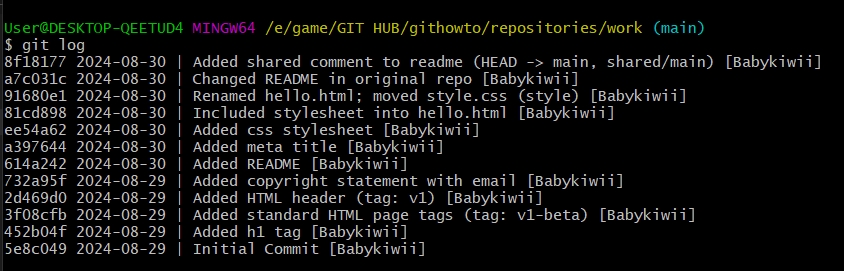 User@DESKTOP-QEETUD4 MINGW64 /e/game/GIT HUB/githowto/repositories/work (main)
$ git log
8f18177 2024-08-30 | Added shared comment to readme (HEAD -> main, shared/main) [Babykiwii]
a7c031c 2024-08-30 | Changed README in original repo [Babykiwii]
91680e1 2024-08-30 | Renamed hello.html; moved style.css (style) [Babykiwii]
81cd898 2024-08-30 | Included stylesheet into hello.html [Babykiwii]
ee54a62 2024-08-30 | Added css stylesheet [Babykiwii]
a397644 2024-08-30 | Added meta title [Babykiwii]
614a242 2024-08-30 | Added README [Babykiwii]
732a95f 2024-08-29 | Added copyright statement with email [Babykiwii]
2d469d0 2024-08-29 | Added HTML header (tag: v1) [Babykiwii]
3f08cfb 2024-08-29 | Added standard HTML page tags (tag: v1-beta) [Babykiwii]
452b04f 2024-08-29 | Added h1 tag [Babykiwii]
5e8c049 2024-08-29 | Initial Commit [Babykiwii]